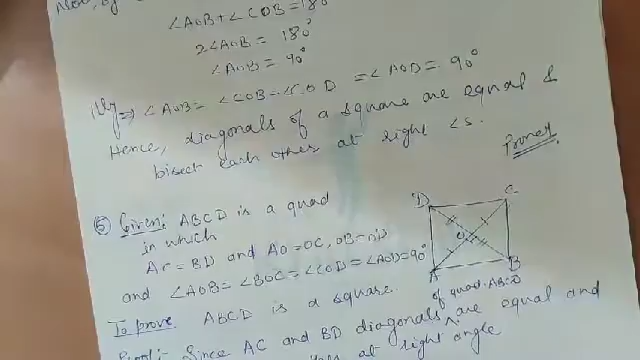 Now, of
∠AOB + ∠COB = 180°
2∠AOB = 180°
∠AOB = 90°
|||ly ⇒ ∠AOB = ∠COB = ∠COD = ∠AOD = 90°
Hence, diagonals of a square are equal &
bisect each other at right ∠s.
Proved
⑤ Given: ABCD is a quad
in which
AC = BD and AO = OC, OB = OD
and ∠AOB = ∠BOC = ∠COD = ∠AOD = 90°
D C
O
A B
To prove: ABCD is a square.
of quad. ABCD
Proof: - Since AC and BD diagonals are equal and
at right angle